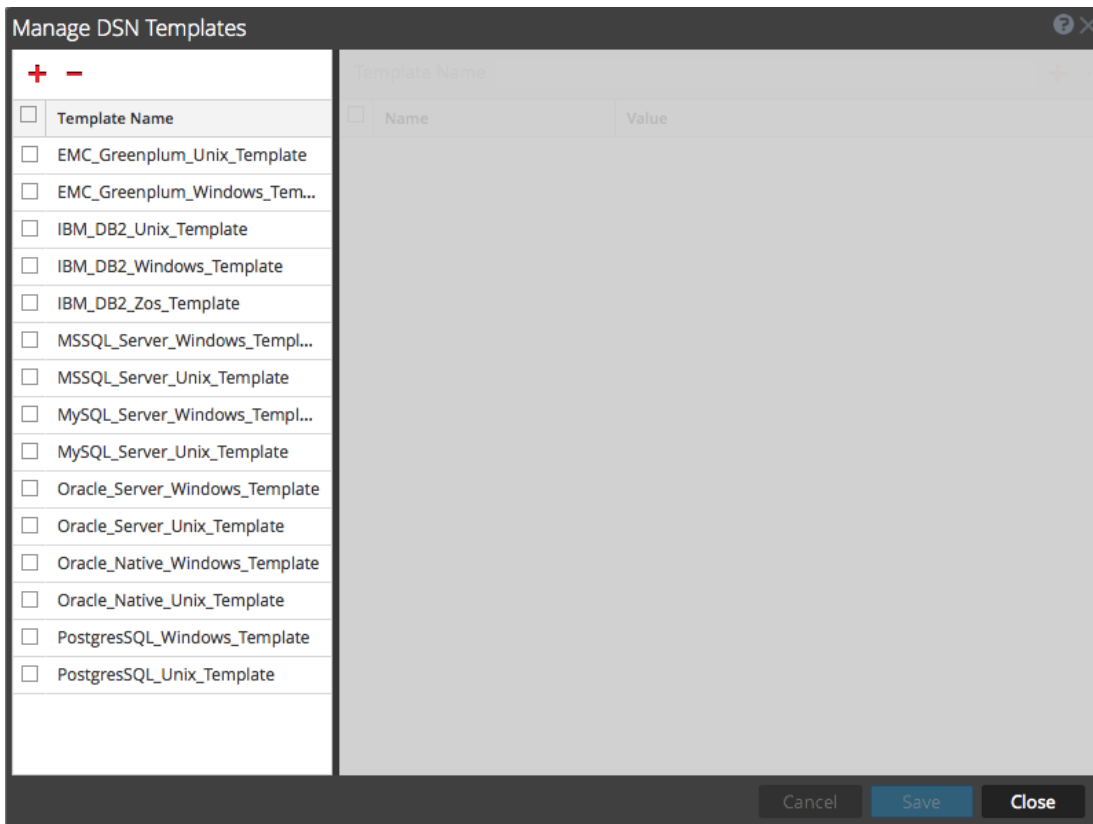 Manage DSN Templates
Template Name
Template Name
Name Value
EMC_Greenplum_Unix_Template
EMC_Greenplum_Windows_Tem...
IBM_DB2_Unix_Template
IBM_DB2_Windows_Template
IBM_DB2_Zos_Template
MSSQL_Server_Windows_Templ...
MSSQL_Server_Unix_Template
MySQL_Server_Windows_Templ...
MySQL_Server_Unix_Template
Oracle_Server_Windows_Template
Oracle_Server_Unix_Template
Oracle_Native_Windows_Template
Oracle_Native_Unix_Template
PostgresSQL_Windows_Template
PostgresSQL_Unix_Template
Cancel Save Close